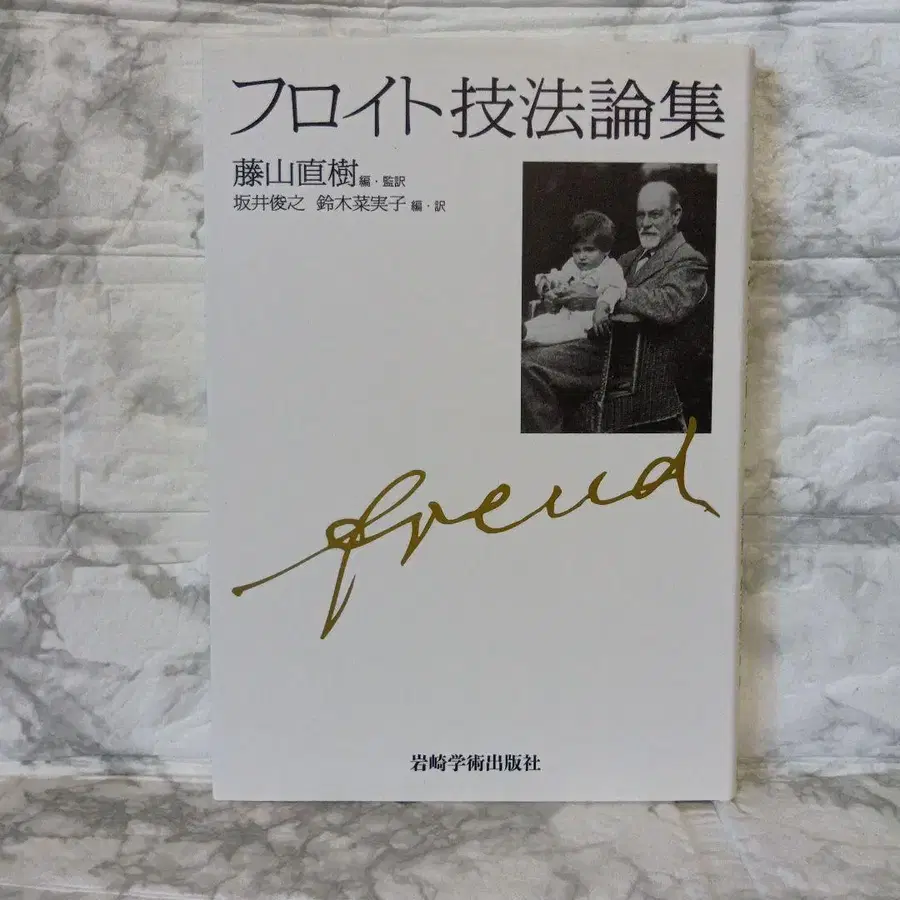 フロイト技法論集
藤山直樹 編・監訳
坂井俊之 鈴木菜実子 編・訳
freud
岩崎学術出版社